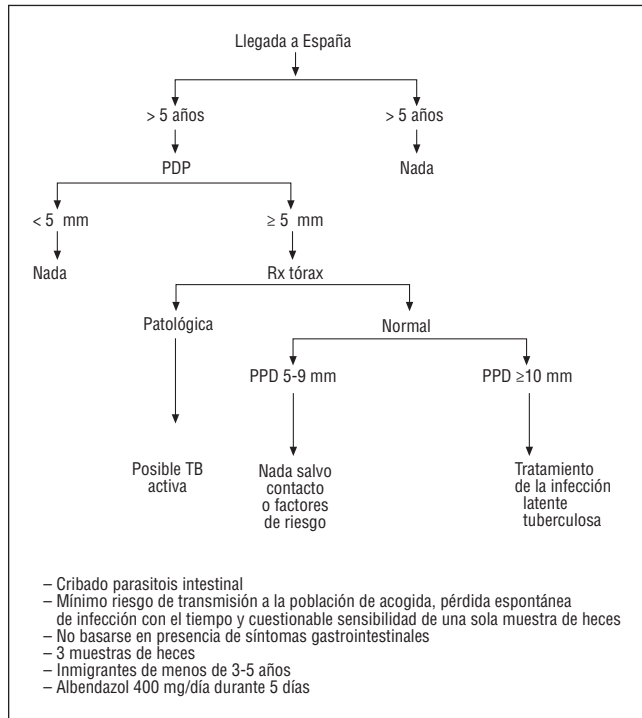 Llegada a España
> 5 años
> 5 años
PDP
Nada
< 5 mm
≥ 5 mm
Nada
Rx tórax
Patológica
Normal
PPD 5-9 mm
PPD ≥10 mm
Posible TB
activa
Nada salvo
contacto
o factores
de riesgo
Tratamiento
de la infección
latente
tuberculosa
– Cribado parasitois intestinal
– Mínimo riesgo de transmisión a la población de acogida, pérdida espontánea
de infección con el tiempo y cuestionable sensibilidad de una sola muestra de heces
– No basarse en presencia de síntomas gastrointestinales
– 3 muestras de heces
– Inmigrantes de menos de 3-5 años
– Albendazol 400 mg/día durante 5 días